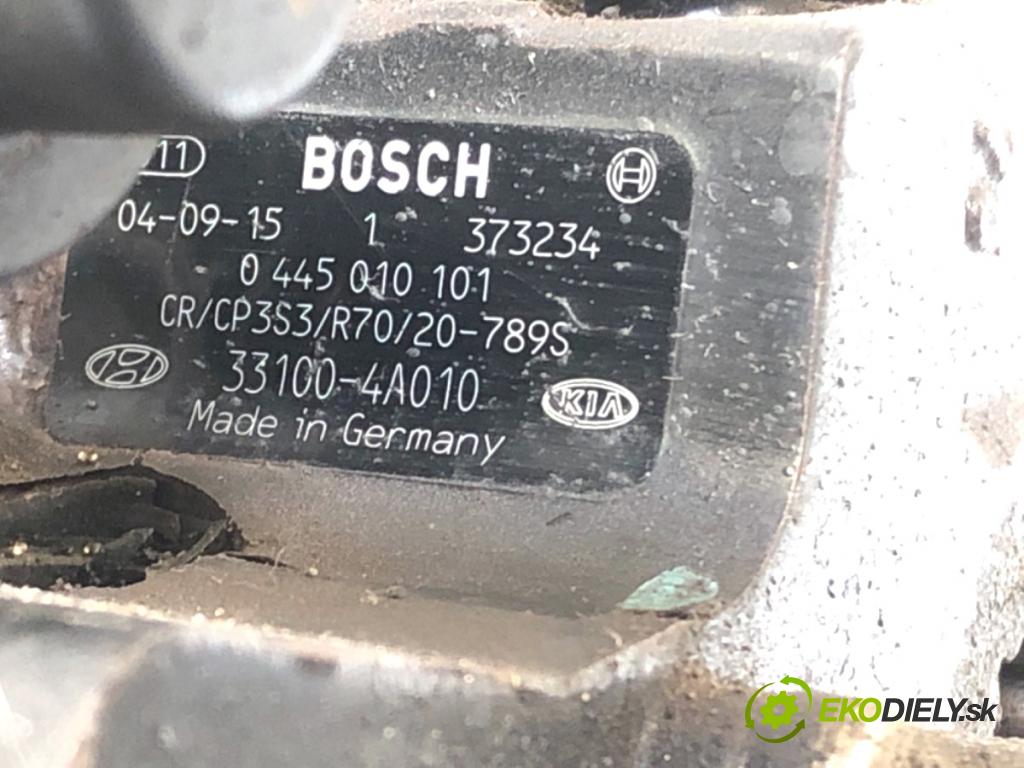 11
BOSCH
04-09-15 1 373234
0 445 010 101
CR/CP3S3/R70/20-789S
33100-4A010
KIA
Made in Germany
EKODIELY.sk